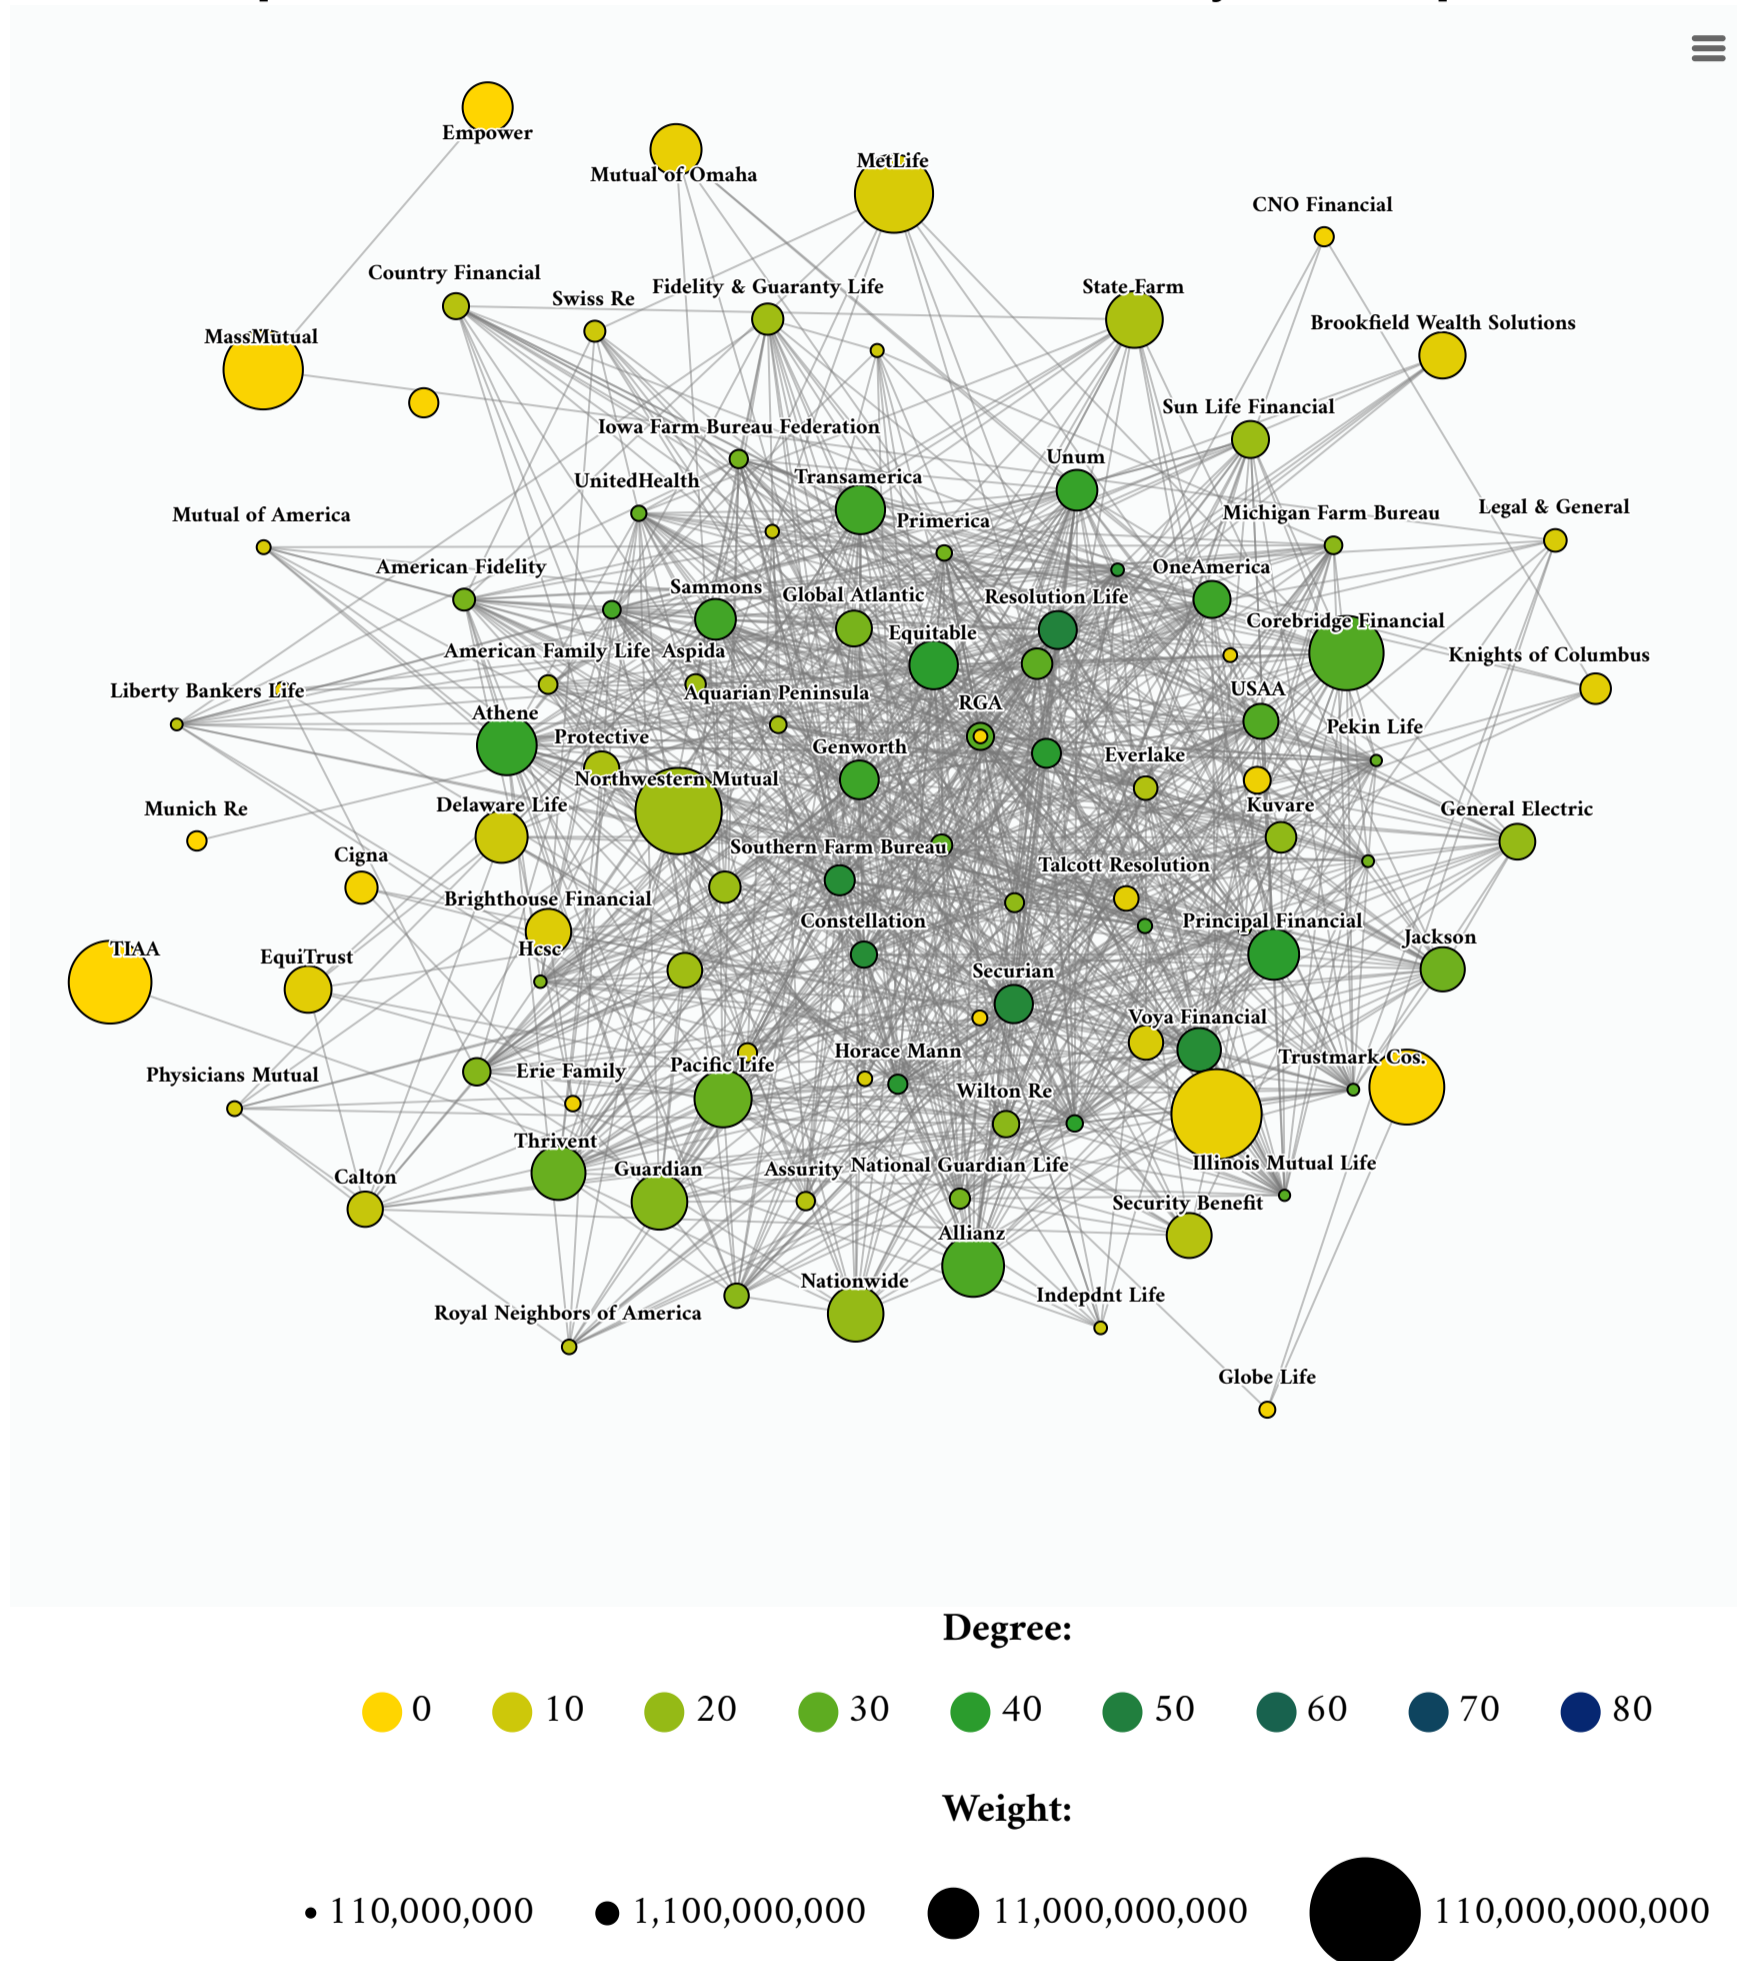 Empower
Mutual of Omaha
MetLife
CNO Financial
Country Financial
Swiss Re
Fidelity & Guaranty Life
State Farm
Brookfield Wealth Solutions
MassMutual
Sun Life Financial
Iowa Farm Bureau Federation
Unum
UnitedHealth
Transamerica
Mutual of America
Primerica
Michigan Farm Bureau
Legal & General
American Fidelity
OneAmerica
Sammons
Global Atlantic
Resolution Life
Corebridge Financial
Equitable
American Family Life
Aspida
Knights of Columbus
Liberty Bankers Life
Aquarian Peninsula
USAA
RGA
Athene
Pekin Life
Protective
Genworth
Everlake
Northwestern Mutual
Munich Re
Delaware Life
Kuvare
General Electric
Southern Farm Bureau
Cigna
Talcott Resolution
Brighthouse Financial
Constellation
Principal Financial
Jackson
TIAA
EquiTrust
Hcsc
Securian
Voya Financial
Horace Mann
Trustmark Cos.
Physicians Mutual
Erie Family
Pacific Life
Wilton Re
Thrivent
Guardian
Assurity
National Guardian Life
Illinois Mutual Life
Calton
Security Benefit
Allianz
Nationwide
Indepdnt Life
Royal Neighbors of America
Globe Life
Degree:
0 10 20 30 40 50 60 70 80
Weight:
110,000,000 1,100,000,000 11,000,000,000 110,000,000,000